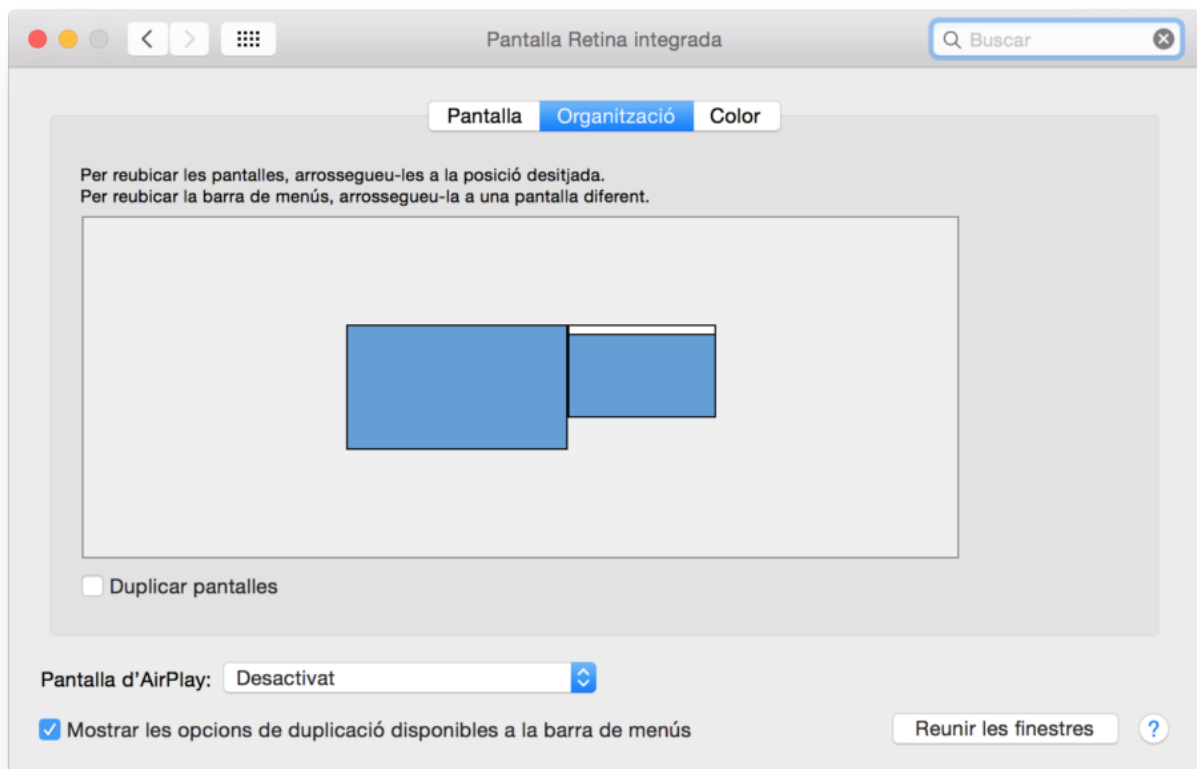 Pantalla Retina integrada
Buscar
Pantalla
Organització
Color
Per reubicar les pantalles, arrossegueu-les a la posició desitjada.
Per reubicar la barra de menús, arrossegueu-la a una pantalla diferent.
Duplicar pantalles
Pantalla d'AirPlay: Desactivat
Mostrar les opcions de duplicació disponibles a la barra de menús
Reunir les finestres
?